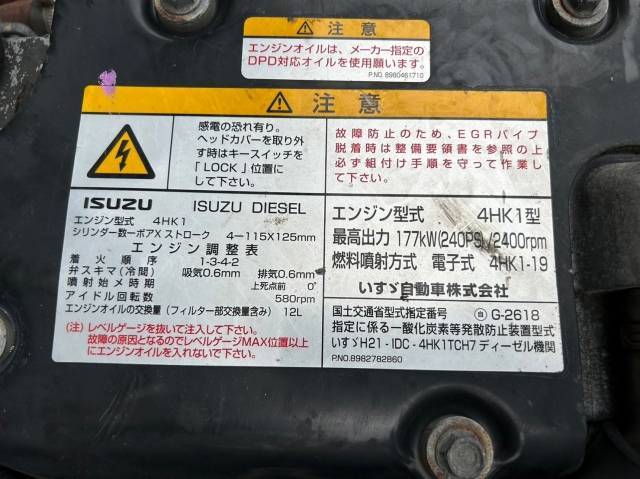 ⚠ 注意
エンジンオイルは、メーカー指定の
DPD対応オイルを使用願います。
P.NO. 8980461710
⚠ 注意
感電の恐れ有り。
ヘッドカバーを取り外
す時はキースイッチを
「LOCK」位置に
して下さい。
故障防止のため、EGRパイプ
脱着時は整備要領書を参照の上
必ず組付け手順を守って作業し
て下さい。
ISUZU ISUZU DIESEL
エンジン型式 4HK1
シリンダ数ーボアXストローク 4-115X125mm
エンジン調整表
着火順序 1-3-4-2
弁スキマ(冷間) 吸気0.6mm 排気0.6mm
噴射始メ時期 上死点前 0°
アイドル回転数 580rpm
エンジンオイルの交換量(フィルター部交換量含み) 12L
(注)レベルゲージを抜いて注入して下さい。
故障の原因となるのでレベルゲージMAX位置以上
にエンジンオイルを入れないで下さい。
エンジン型式 4HK1型
最高出力 177kW(240PS)/2400rpm
燃料噴射方式 電子式 4HK1-19
いすゞ自動車株式会社
国土交通省型式指定番号 自 G-2618
指定に係る一酸化炭素等発散防止装置型式
いすゞH21-IDC-4HK1TCH7ディーゼル機関
P.NO.8982782860